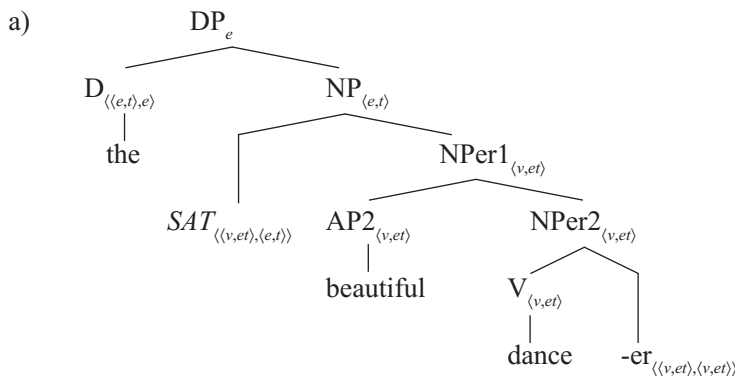 a) DP_e
D_⟨⟨e,t⟩,e⟩ NP_⟨e,t⟩
the NPer1_⟨v,et⟩
SAT_⟨⟨v,et⟩,⟨e,t⟩⟩ AP2_⟨v,et⟩ NPer2_⟨v,et⟩
beautiful V_⟨v,et⟩
dance -er_⟨⟨v,et⟩,⟨v,et⟩⟩